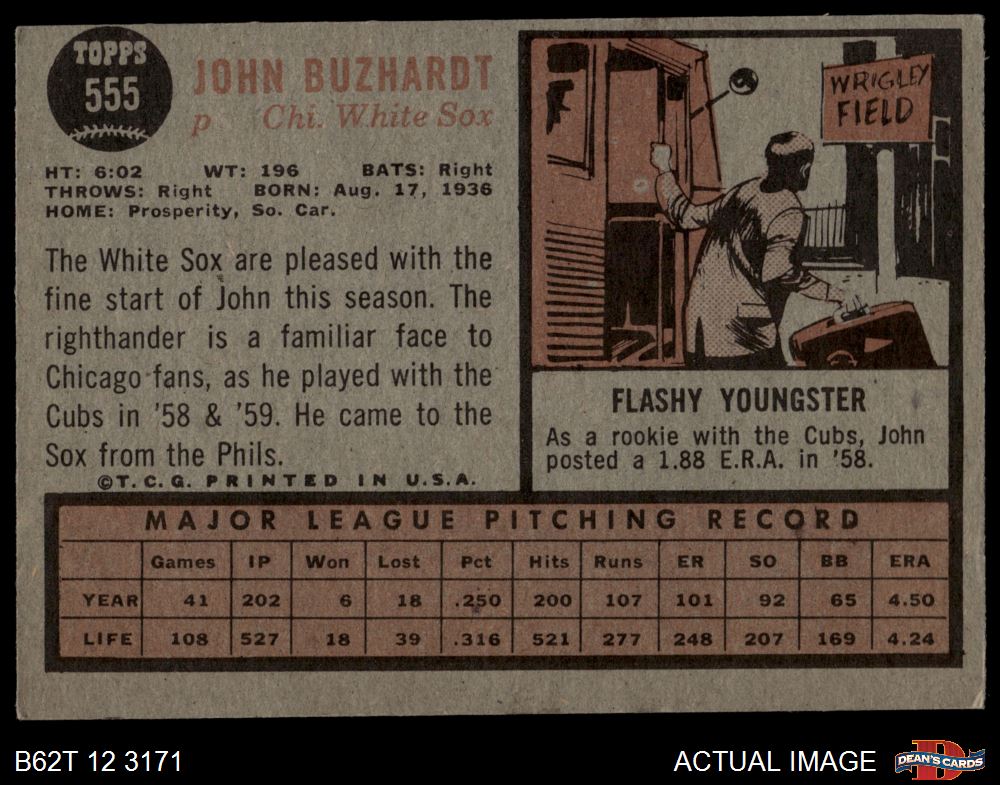 TOPPS
555
JOHN BUZHARDT
p Chi. White Sox
HT: 6:02 WT: 196 BATS: Right
THROWS: Right BORN: Aug. 17, 1936
HOME: Prosperity, So. Car.
The White Sox are pleased with the
fine start of John this season. The
righthander is a familiar face to
Chicago fans, as he played with the
Cubs in '58 & '59. He came to the
Sox from the Phils.
©T.C.G. PRINTED IN U.S.A.
WRIGLEY
FIELD
FLASHY YOUNGSTER
As a rookie with the Cubs, John
posted a 1.88 E.R.A. in '58.
MAJOR LEAGUE PITCHING RECORD
Games IP Won Lost Pct Hits Runs ER SO BB ERA
YEAR 41 202 6 18 .250 200 107 101 92 65 4.50
LIFE 108 527 18 39 .316 521 277 248 207 169 4.24
B62T 12 3171 ACTUAL IMAGE
DEAN'S CARDS